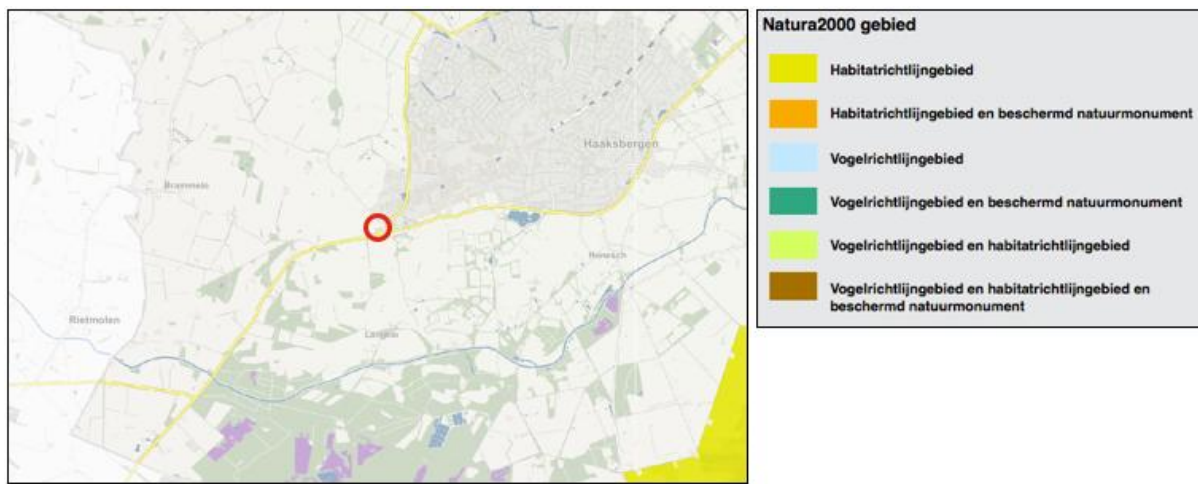 Haaksbergen
Brammelo
Rietmolen
Langelo
Natura2000 gebied
Habitatrichtlijngebied
Habitatrichtlijngebied en beschermd natuurmonument
Vogelrichtlijngebied
Vogelrichtlijngebied en beschermd natuurmonument
Vogelrichtlijngebied en habitatrichtlijngebied
Vogelrichtlijngebied en habitatrichtlijngebied en
beschermd natuurmonument